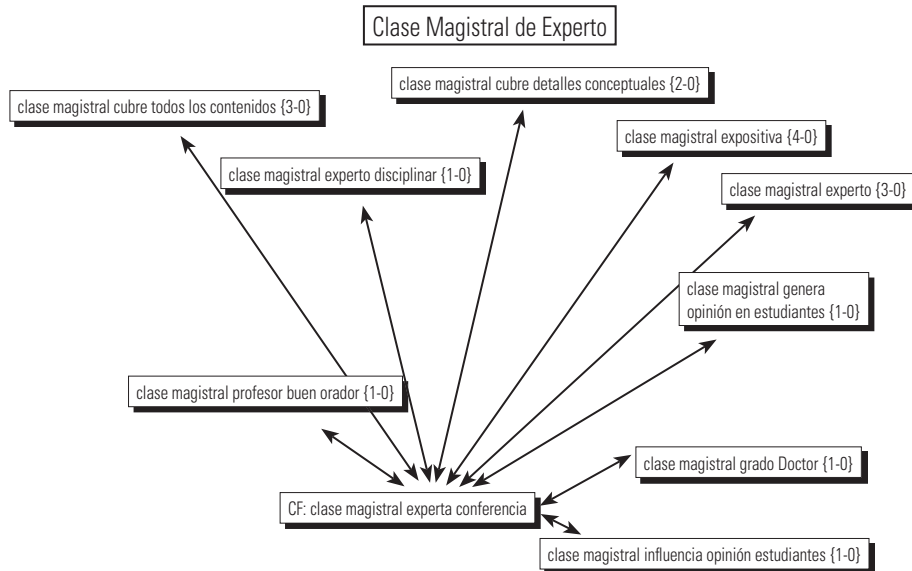 Clase Magistral de Experto
clase magistral cubre detalles conceptuales {2-0}
clase magistral cubre todos los contenidos {3-0}
clase magistral expositiva {4-0}
clase magistral experto disciplinar {1-0}
clase magistral experto {3-0}
clase magistral genera
opinión en estudiantes {1-0}
clase magistral profesor buen orador {1-0}
clase magistral grado Doctor {1-0}
CF: clase magistral experta conferencia
clase magistral influencia opinión estudiantes {1-0}